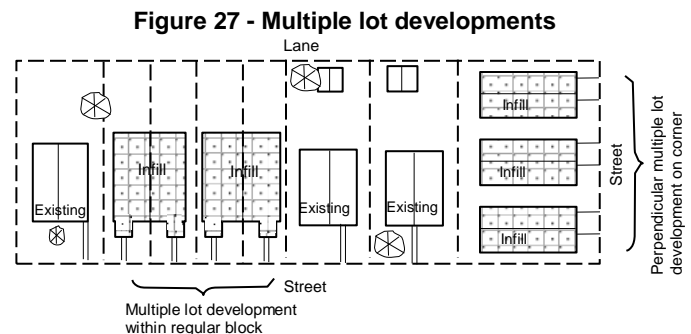 Figure 27 - Multiple lot developments
Lane
Infill
Infill
Infill
Infill
Infill
Existing
Existing
Existing
Street
Perpendicular multiple lot
development on corner
Street
Multiple lot development
within regular block